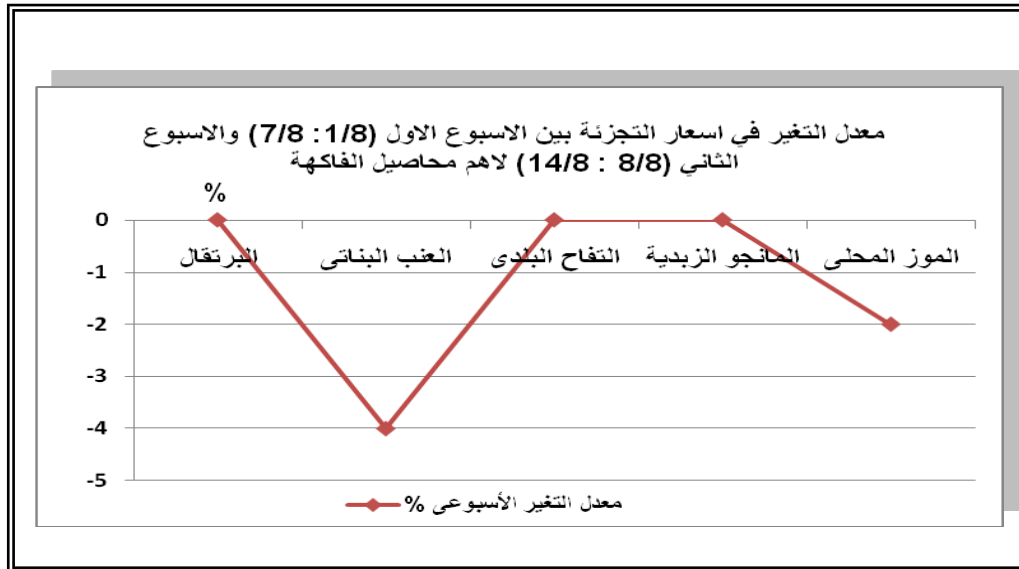 معدل التغير في اسعار التجزئة بين الاسبوع الاول (1/8: 7/8) والاسبوع
الثاني (8/8 : 14/8) لاهم محاصيل الفاكهة
%
0
البرتقال العنب البناتى التفاح البلدى المانجو الزبدية الموز المحلى
-1
-2
-3
-4
-5
معدل التغير الأسبوعى %